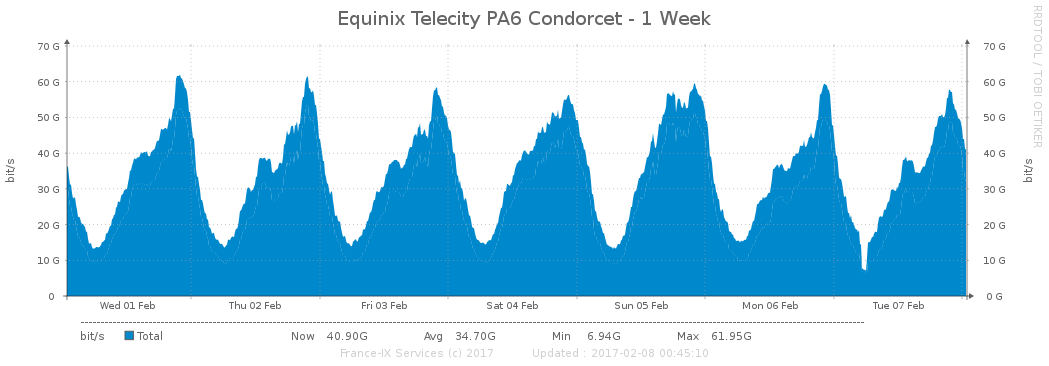 Equinix Telecity PA6 Condorcet - 1 Week
RRDTOOL / TOBI OETIKER
bit/s
70 G 70 G
60 G 60 G
50 G 50 G
40 G 40 G
30 G 30 G
20 G 20 G
10 G 10 G
0 0 G
bit/s
Wed 01 Feb Thu 02 Feb Fri 03 Feb Sat 04 Feb Sun 05 Feb Mon 06 Feb Tue 07 Feb
bit/s Total Now 40.90G Avg 34.70G Min 6.94G Max 61.95G
France-IX Services (c) 2017 Updated : 2017-02-08 00:45:10